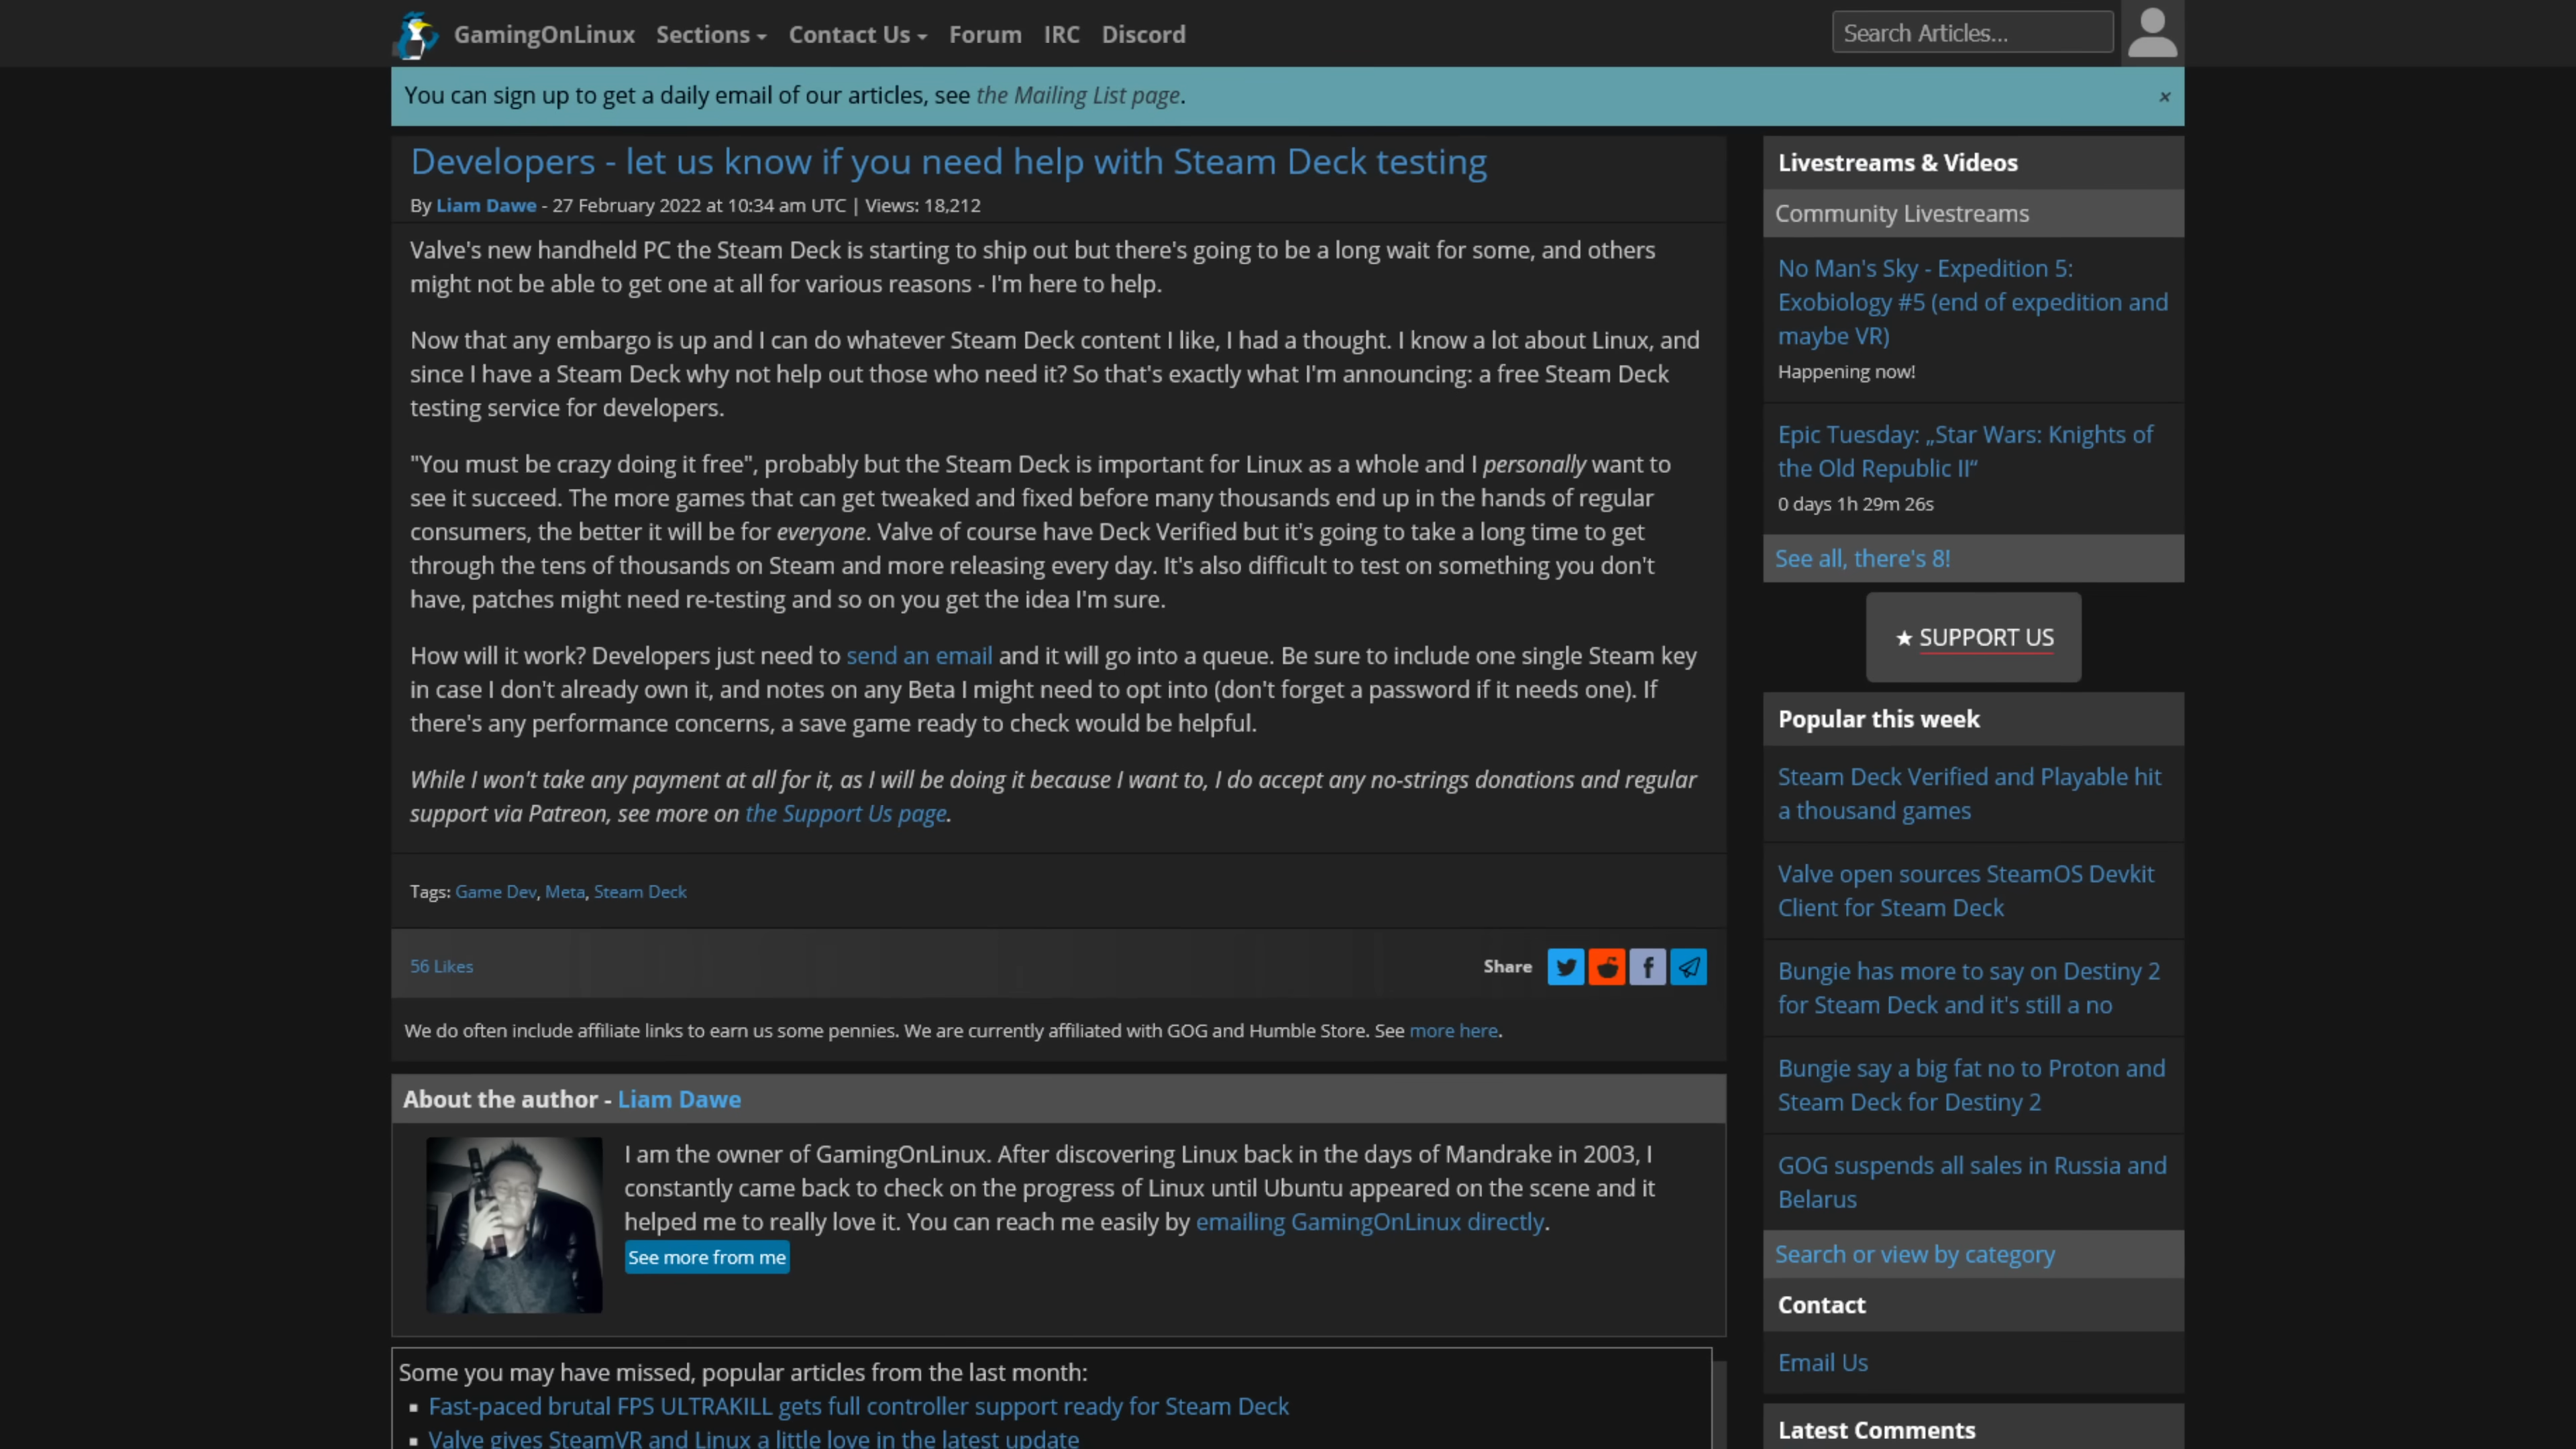 GamingOnLinux Sections Contact Us Forum IRC Discord
Search Articles...
You can sign up to get a daily email of our articles, see the Mailing List page.
×
Developers - let us know if you need help with Steam Deck testing
By Liam Dawe - 27 February 2022 at 10:34 am UTC | Views: 18,212
Valve's new handheld PC the Steam Deck is starting to ship out but there's going to be a long wait for some, and others
might not be able to get one at all for various reasons - I'm here to help.
Now that any embargo is up and I can do whatever Steam Deck content I like, I had a thought. I know a lot about Linux, and
since I have a Steam Deck why not help out those who need it? So that's exactly what I'm announcing: a free Steam Deck
testing service for developers.
"You must be crazy doing it free", probably but the Steam Deck is important for Linux as a whole and I personally want to
see it succeed. The more games that can get tweaked and fixed before many thousands end up in the hands of regular
consumers, the better it will be for everyone. Valve of course have Deck Verified but it's going to take a long time to get
through the tens of thousands on Steam and more releasing every day. It's also difficult to test on something you don't
have, patches might need re-testing and so on you get the idea I'm sure.
How will it work? Developers just need to send an email and it will go into a queue. Be sure to include one single Steam key
in case I don't already own it, and notes on any Beta I might need to opt into (don't forget a password if it needs one). If
there's any performance concerns, a save game ready to check would be helpful.
While I won't take any payment at all for it, as I will be doing it because I want to, I do accept any no-strings donations and regular
support via Patreon, see more on the Support Us page.
Tags: Game Dev, Meta, Steam Deck
56 Likes
Share
We do often include affiliate links to earn us some pennies. We are currently affiliated with GOG and Humble Store. See more here.
About the author - Liam Dawe
I am the owner of GamingOnLinux. After discovering Linux back in the days of Mandrake in 2003, I
constantly came back to check on the progress of Linux until Ubuntu appeared on the scene and it
helped me to really love it. You can reach me easily by emailing GamingOnLinux directly.
See more from me
Some you may have missed, popular articles from the last month:
Fast-paced brutal FPS ULTRAKILL gets full controller support ready for Steam Deck
Valve gives SteamVR and Linux a little love in the latest update
Livestreams & Videos
Community Livestreams
No Man's Sky - Expedition 5:
Exobiology #5 (end of expedition and
maybe VR)
Happening now!
Epic Tuesday: „Star Wars: Knights of
the Old Republic II“
0 days 1h 29m 26s
See all, there's 8!
★ SUPPORT US
Popular this week
Steam Deck Verified and Playable hit
a thousand games
Valve open sources SteamOS Devkit
Client for Steam Deck
Bungie has more to say on Destiny 2
for Steam Deck and it's still a no
Bungie say a big fat no to Proton and
Steam Deck for Destiny 2
GOG suspends all sales in Russia and
Belarus
Search or view by category
Contact
Email Us
Latest Comments